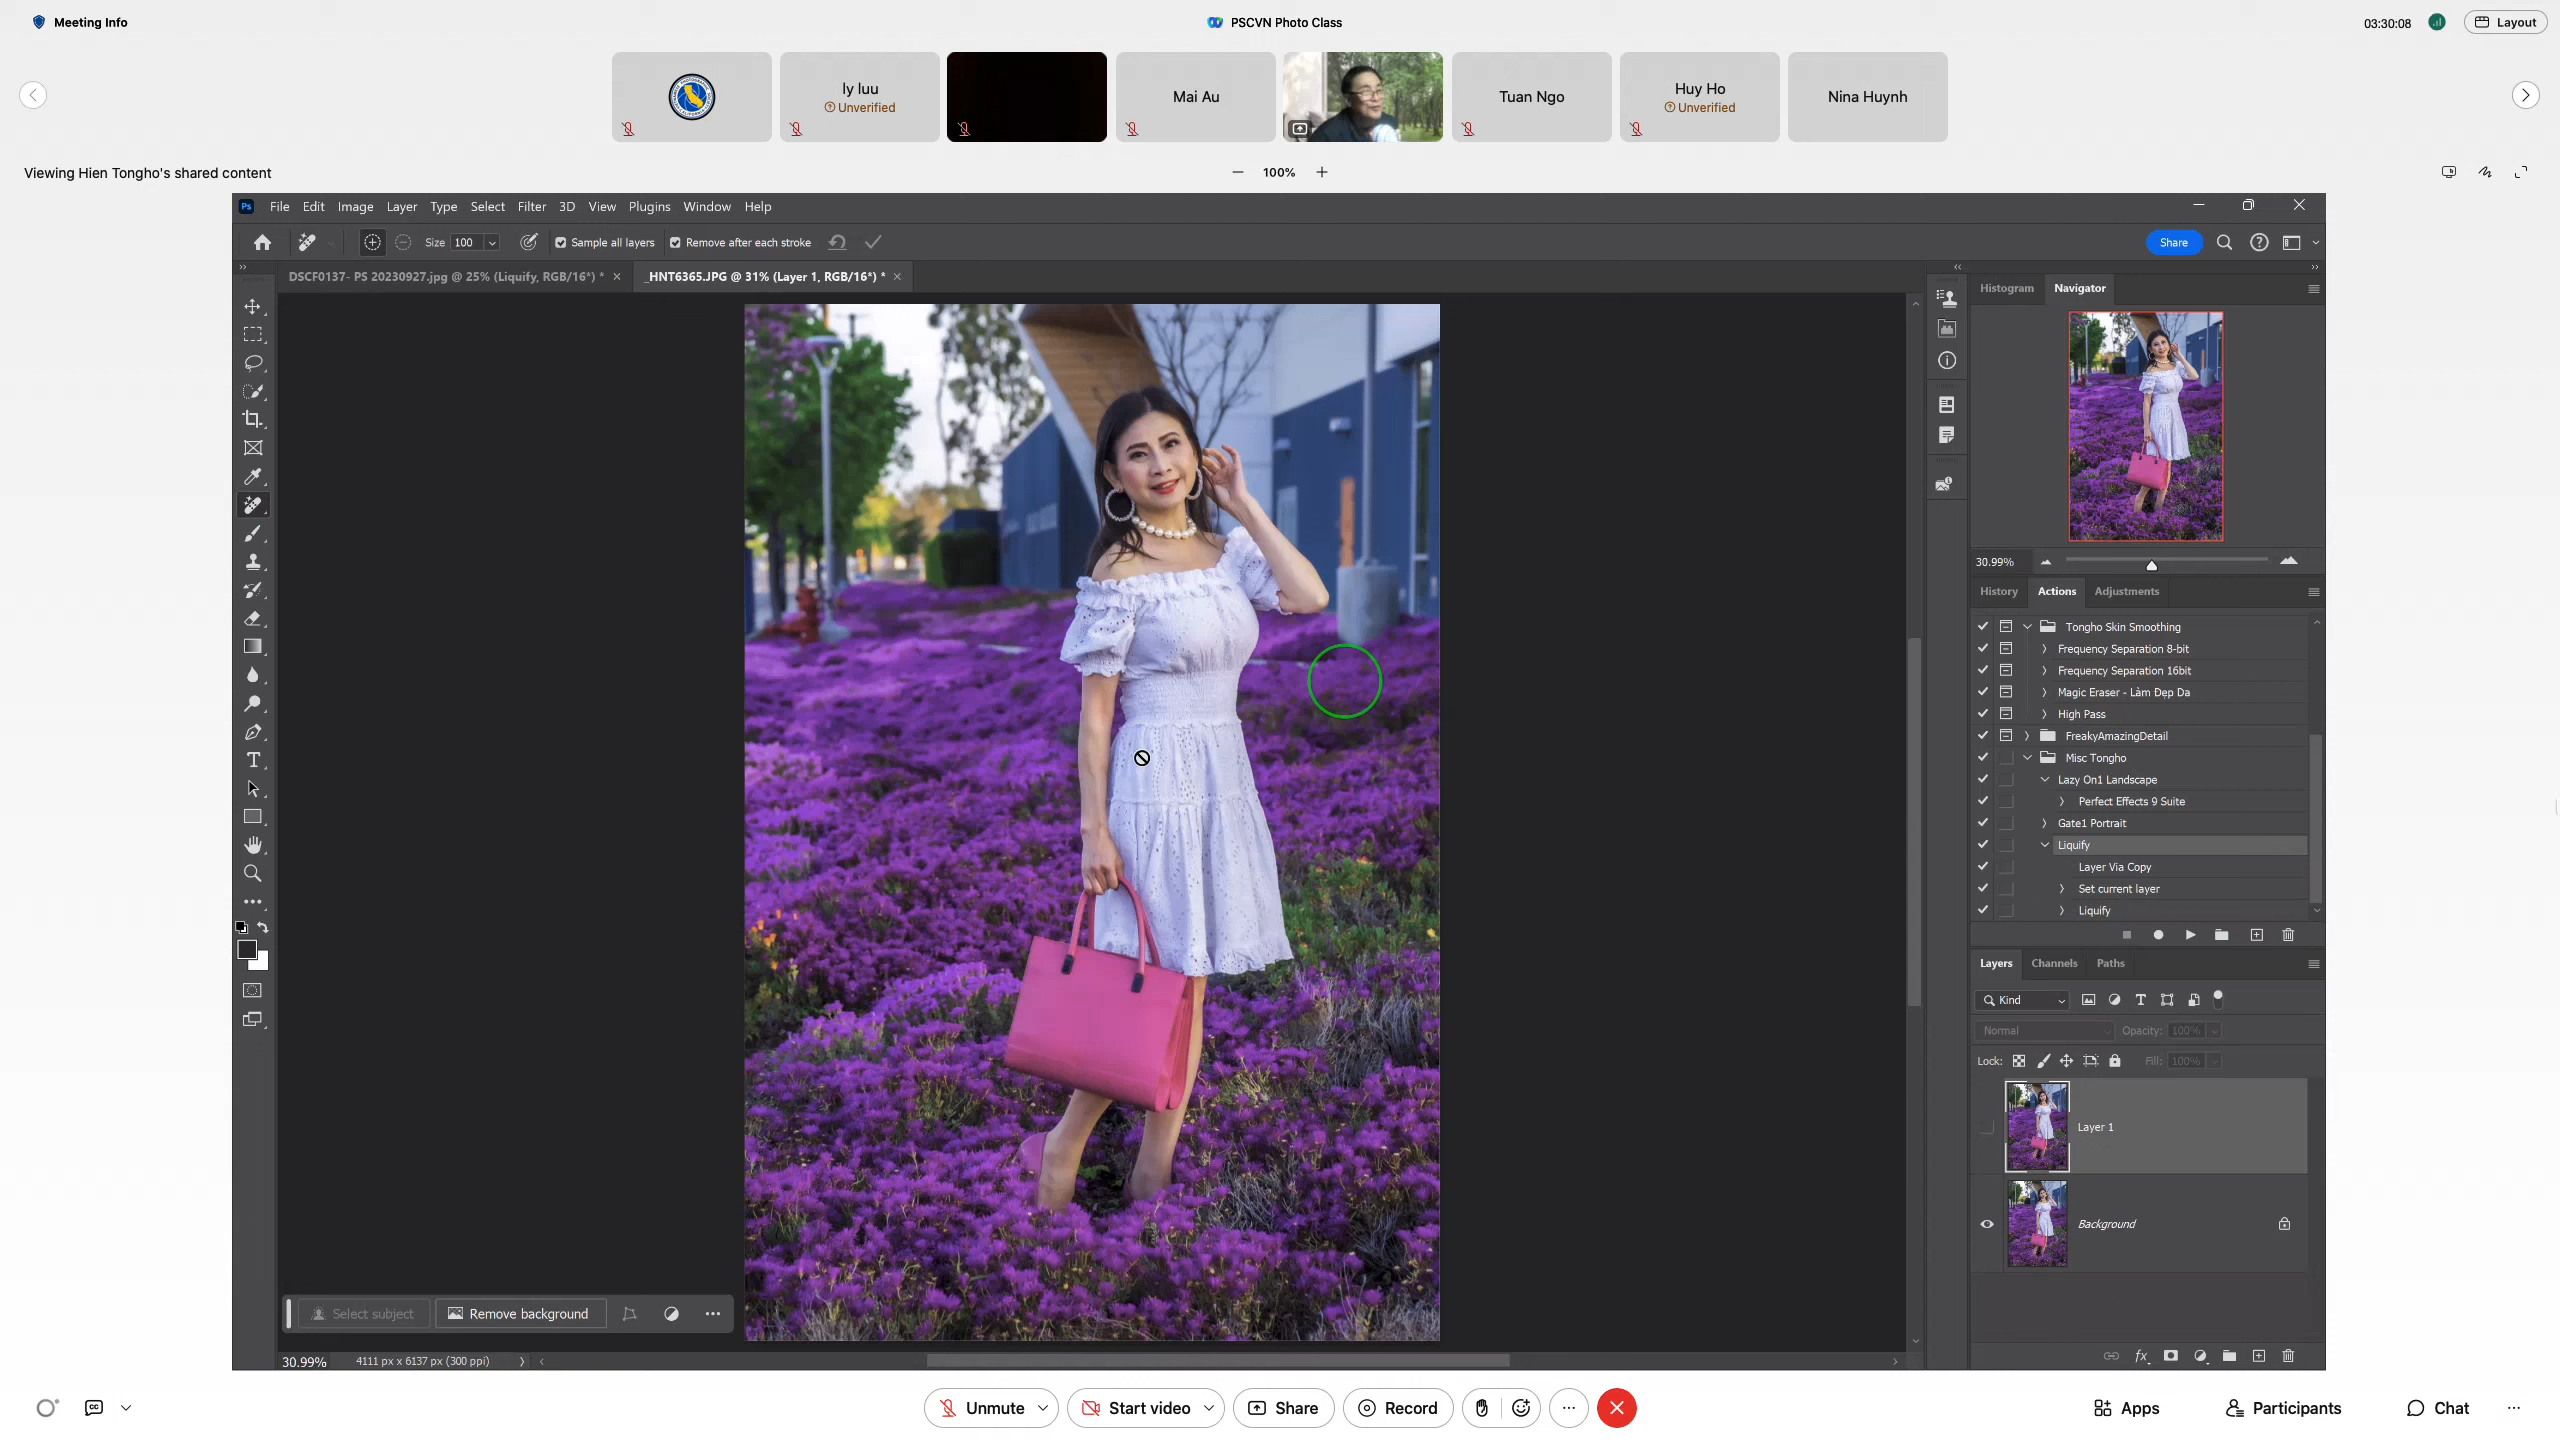 Meeting Info
PSCVN Photo Class
03:30:08
Layout
ly luu
Unverified
Mai Au
Tuan Ngo
Huy Ho
Unverified
Nina Huynh
Viewing Hien Tongho's shared content
100%
Ps File Edit Image Layer Type Select Filter 3D View Plugins Window Help
Size 100 Sample all layers Remove after each stroke
Share
DSCF0137- PS 20230927.jpg @ 25% (Liquify, RGB/16*) *
_HNT6365.JPG @ 31% (Layer 1, RGB/16*) *
Histogram Navigator
30.99%
History Actions Adjustments
Tongho Skin Smoothing
Frequency Separation 8-bit
Frequency Separation 16bit
Magic Eraser - Làm Dẹp Da
High Pass
FreakyAmazingDetail
Misc Tongho
Lazy On1 Landscape
Perfect Effects 9 Suite
Gate1 Portrait
Liquify
Layer Via Copy
Set current layer
Liquify
Layers Channels Paths
Kind
Normal Opacity: 100%
Lock: Fill: 100%
Layer 1
Background
Select subject Remove background
30.99% 4111 px x 6137 px (300 ppi)
Unmute Start video Share Record
Apps Participants Chat